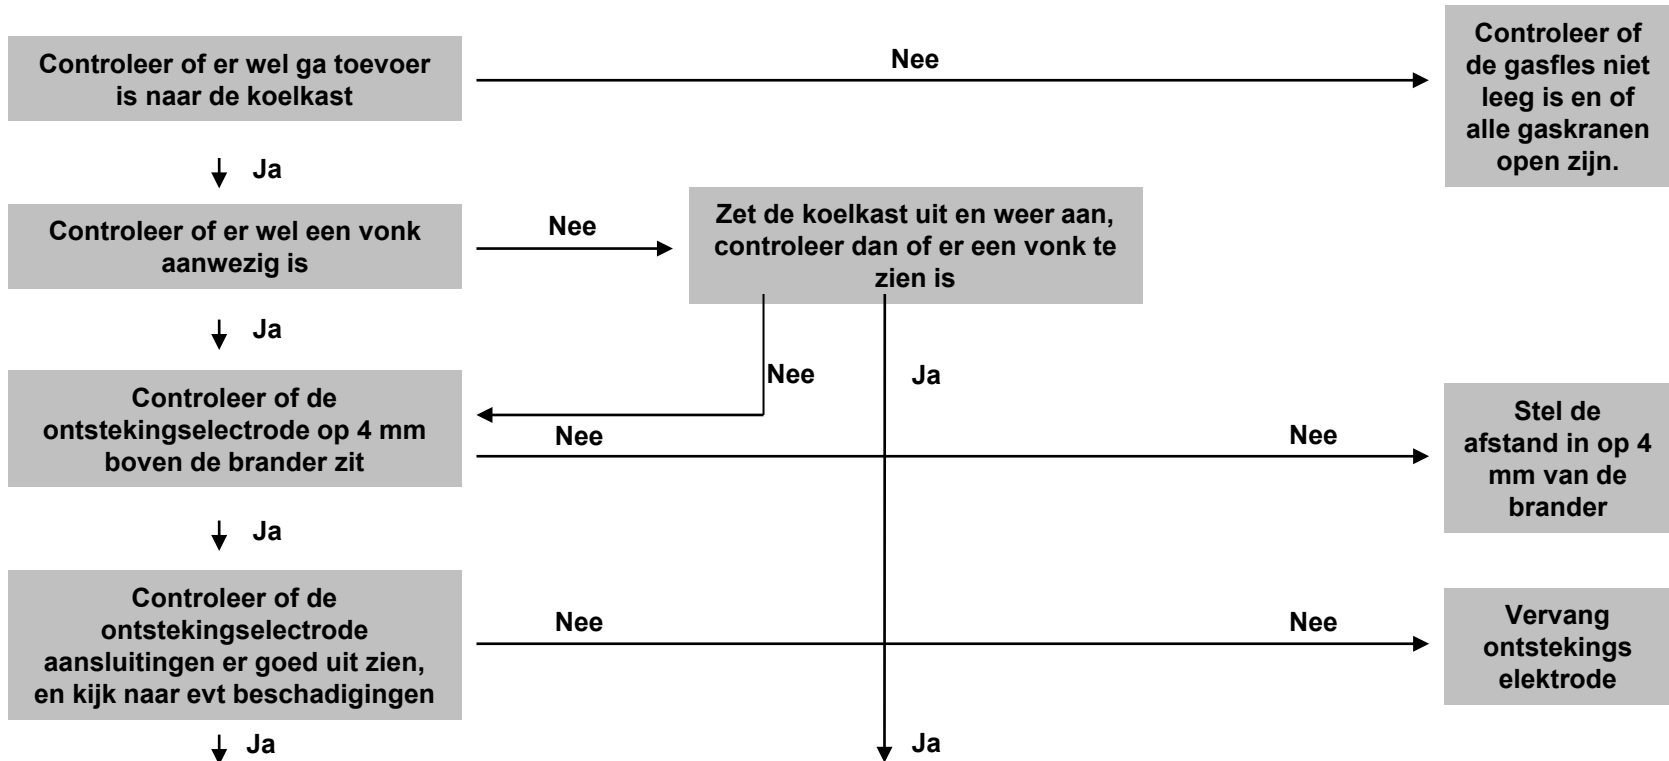 Controleer of er wel ga toevoer
is naar de koelkast
Nee
Controleer of
de gasfles niet
leeg is en of
alle gaskranen
open zijn.
Ja
Controleer of er wel een vonk
aanwezig is
Nee
Zet de koelkast uit en weer aan,
controleer dan of er een vonk te
zien is
Ja
Nee
Ja
Controleer of de
ontstekingselectrode op 4 mm
boven de brander zit
Nee
Nee
Stel de
afstand in op 4
mm van de
brander
Ja
Controleer of de
ontstekingselectrode
aansluitingen er goed uit zien,
en kijk naar evt beschadigingen
Nee
Nee
Vervang
ontstekings
elektrode
Ja
Ja